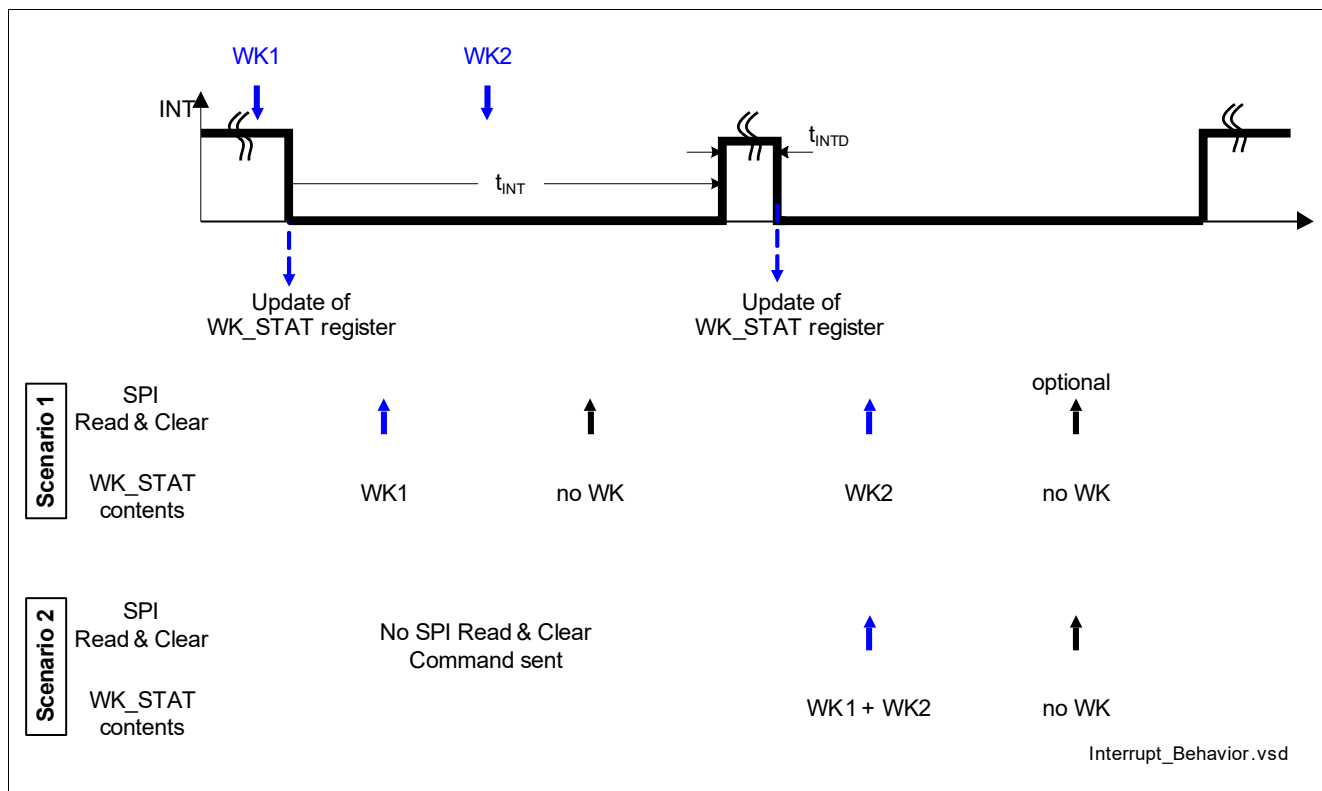 WK1 WK2
INT
tINTD
tINT
Update of
WK_STAT register
Update of
WK_STAT register
Scenario 1
SPI
Read & Clear
optional
WK_STAT
contents
WK1 no WK WK2 no WK
Scenario 2
SPI
Read & Clear
No SPI Read & Clear
Command sent
WK_STAT
contents
WK1 + WK2 no WK
Interrupt_Behavior.vsd